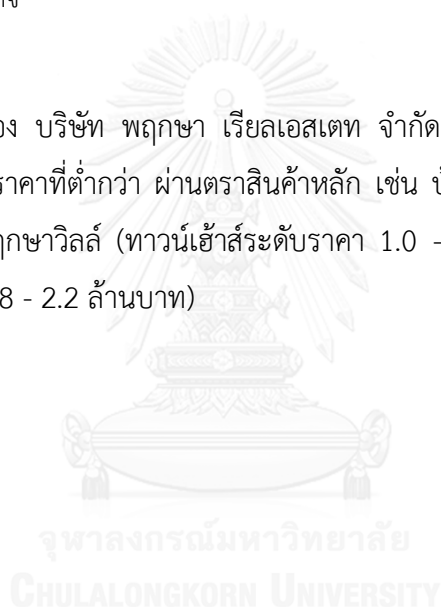 อง บริษัท พฤกษา เรียลเอสเตท จำกัด
ราคาที่ต่ำกว่า ผ่านตราสินค้าหลัก เช่น
ฤกษาวิลล์ (ทาวน์เฮ้าส์ระดับราคา 1.0 -
8 - 2.2 ล้านบาท)
จุฬาลงกรณ์มหาวิทยาลัย
CHULALONGKORN UNIVERSITY